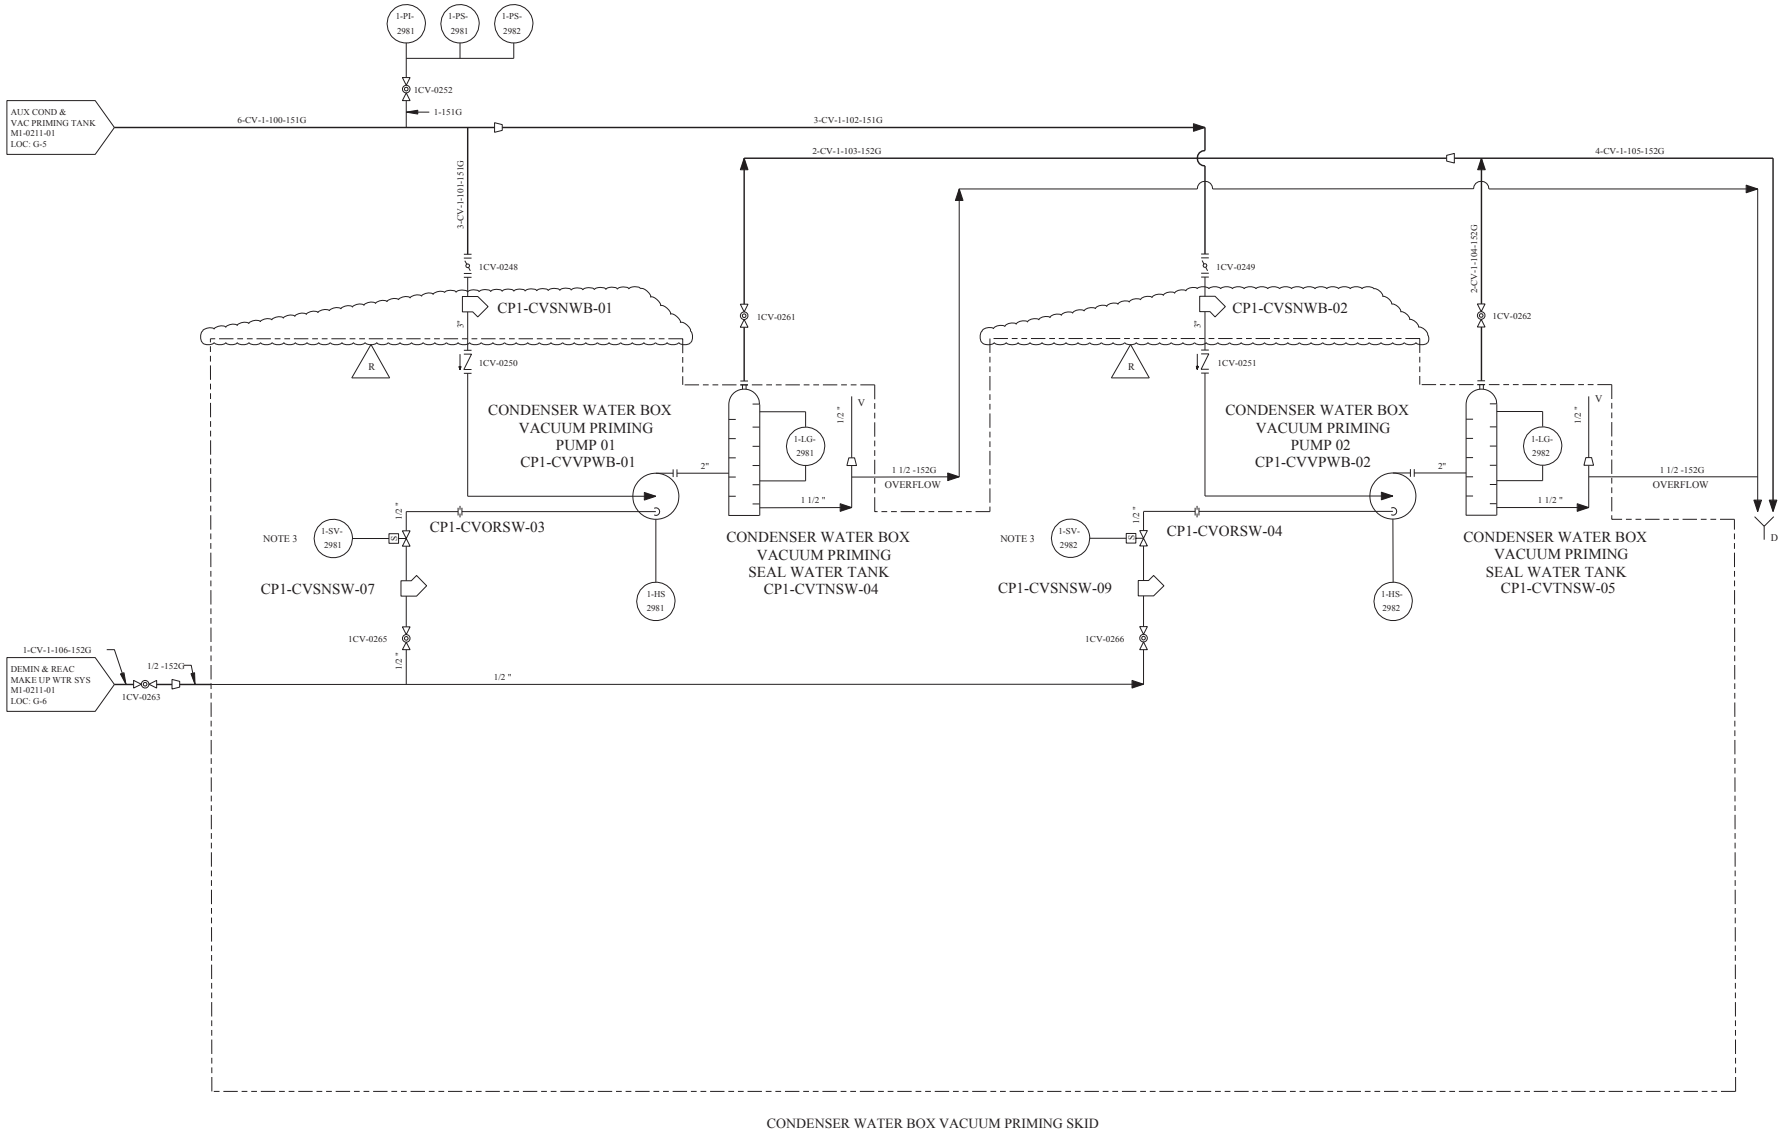 1-PI-
2981
1-PS-
2981
1-PS-
2982
1CV-0252
1-151G
AUX COND &
VAC PRIMING TANK
M1-0211-01
LOC: G-5
6-CV-1-100-151G
3-CV-1-102-151G
2-CV-1-103-152G
4-CV-1-105-152G
3-CV-1-101-151G
2-CV-1-104-152G
1CV-0248
1CV-0249
CP1-CVSNWB-01
3"
1CV-0261
CP1-CVSNWB-02
3"
1CV-0262
R
1CV-0250
R
1CV-0251
CONDENSER WATER BOX
VACUUM PRIMING
PUMP 01
CP1-CVVPWB-01
2"
1-LG-
2981
1/2 "
V
1 1/2 "
1 1/2 -152G
OVERFLOW
CONDENSER WATER BOX
VACUUM PRIMING
PUMP 02
CP1-CVVPWB-02
2"
1-LG-
2982
1/2 "
V
1 1/2 "
1 1/2 -152G
OVERFLOW
1/2 "
CP1-CVORSW-03
NOTE 3
1-SV-
2981
S
CONDENSER WATER BOX
VACUUM PRIMING
SEAL WATER TANK
CP1-CVTNSW-04
1/2 "
CP1-CVORSW-04
NOTE 3
1-SV-
2982
S
CONDENSER WATER BOX
VACUUM PRIMING
SEAL WATER TANK
CP1-CVTNSW-05
D
CP1-CVSNSW-07
1-HS
2981
CP1-CVSNSW-09
1-HS-
2982
1CV-0265
1/2 "
1CV-0266
1-CV-1-106-152G
DEMIN & REAC
MAKE UP WTR SYS
M1-0211-01
LOC: G-6
1/2 -152G
1CV-0263
1/2 "
CONDENSER WATER BOX VACUUM PRIMING SKID